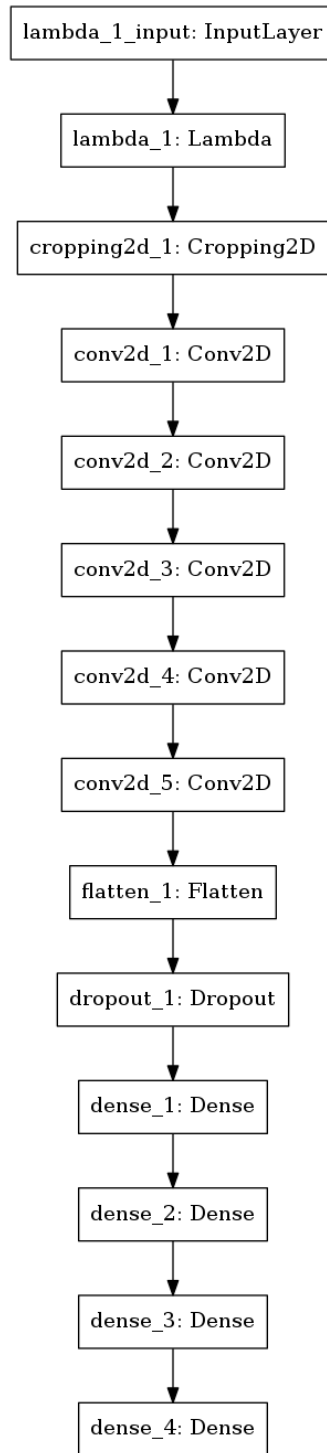 lambda_1_input: InputLayer
lambda_1: Lambda
cropping2d_1: Cropping2D
conv2d_1: Conv2D
conv2d_2: Conv2D
conv2d_3: Conv2D
conv2d_4: Conv2D
conv2d_5: Conv2D
flatten_1: Flatten
dropout_1: Dropout
dense_1: Dense
dense_2: Dense
dense_3: Dense
dense_4: Dense